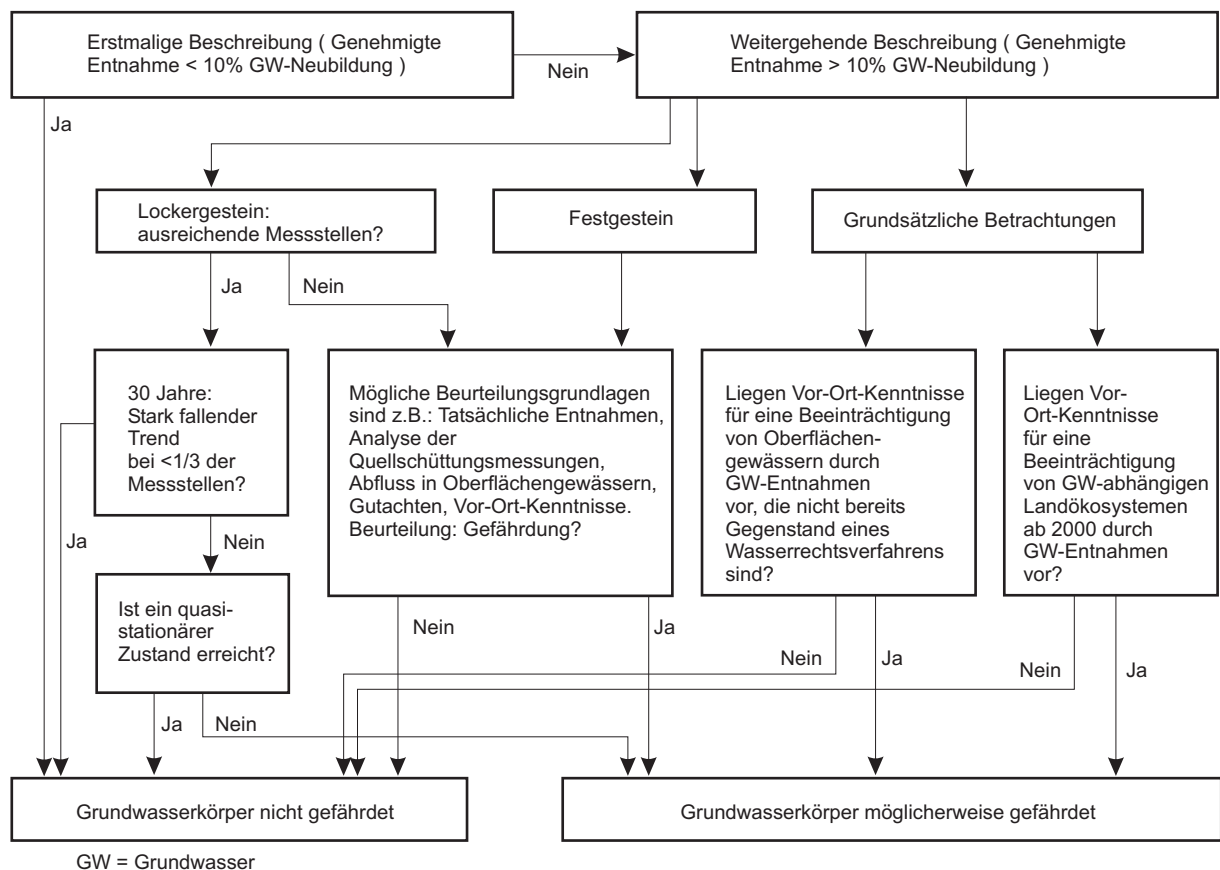 Erstmalige Beschreibung ( Genehmigte
Entnahme < 10% GW-Neubildung )
Nein
Weitergehende Beschreibung ( Genehmigte
Entnahme > 10% GW-Neubildung )
Ja
Lockergestein:
ausreichende Messstellen?
Festgestein
Grundsätzliche Betrachtungen
Ja
Nein
30 Jahre:
Stark fallender
Trend
bei <1/3 der
Messstellen?
Mögliche Beurteilungsgrundlagen
sind z.B.: Tatsächliche Entnahmen,
Analyse der
Quellschüttungsmessungen,
Abfluss in Oberflächengewässern,
Gutachten, Vor-Ort-Kenntnisse.
Beurteilung: Gefährdung?
Liegen Vor-Ort-Kenntnisse
für eine Beeinträchtigung
von Oberflächen-
gewässern durch
GW-Entnahmen
vor, die nicht bereits
Gegenstand eines
Wasserrechtsverfahrens
sind?
Liegen Vor-
Ort-Kenntnisse
für eine
Beeinträchtigung
von GW-abhängigen
Landökosystemen
ab 2000 durch
GW-Entnahmen
vor?
Ja
Nein
Ist ein quasi-
stationärer
Zustand erreicht?
Nein
Ja
Nein
Ja
Nein
Ja
Ja
Nein
Grundwasserkörper nicht gefährdet
Grundwasserkörper möglicherweise gefährdet
GW = Grundwasser